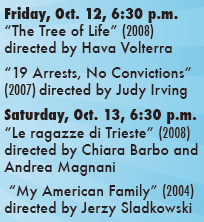 Friday, Oct. 12, 6:30 p.m.
“The Tree of Life” (2008)
directed by Hava Volterra
“19 Arrests, No Convictions”
(2007) directed by Judy Irving
Saturday, Oct. 13, 6:30 p.m.
“Le ragazze di Trieste” (2008)
directed by Chiara Barbo and
Andrea Magnani
“My American Family” (2004)
directed by Jerzy Sladkowski